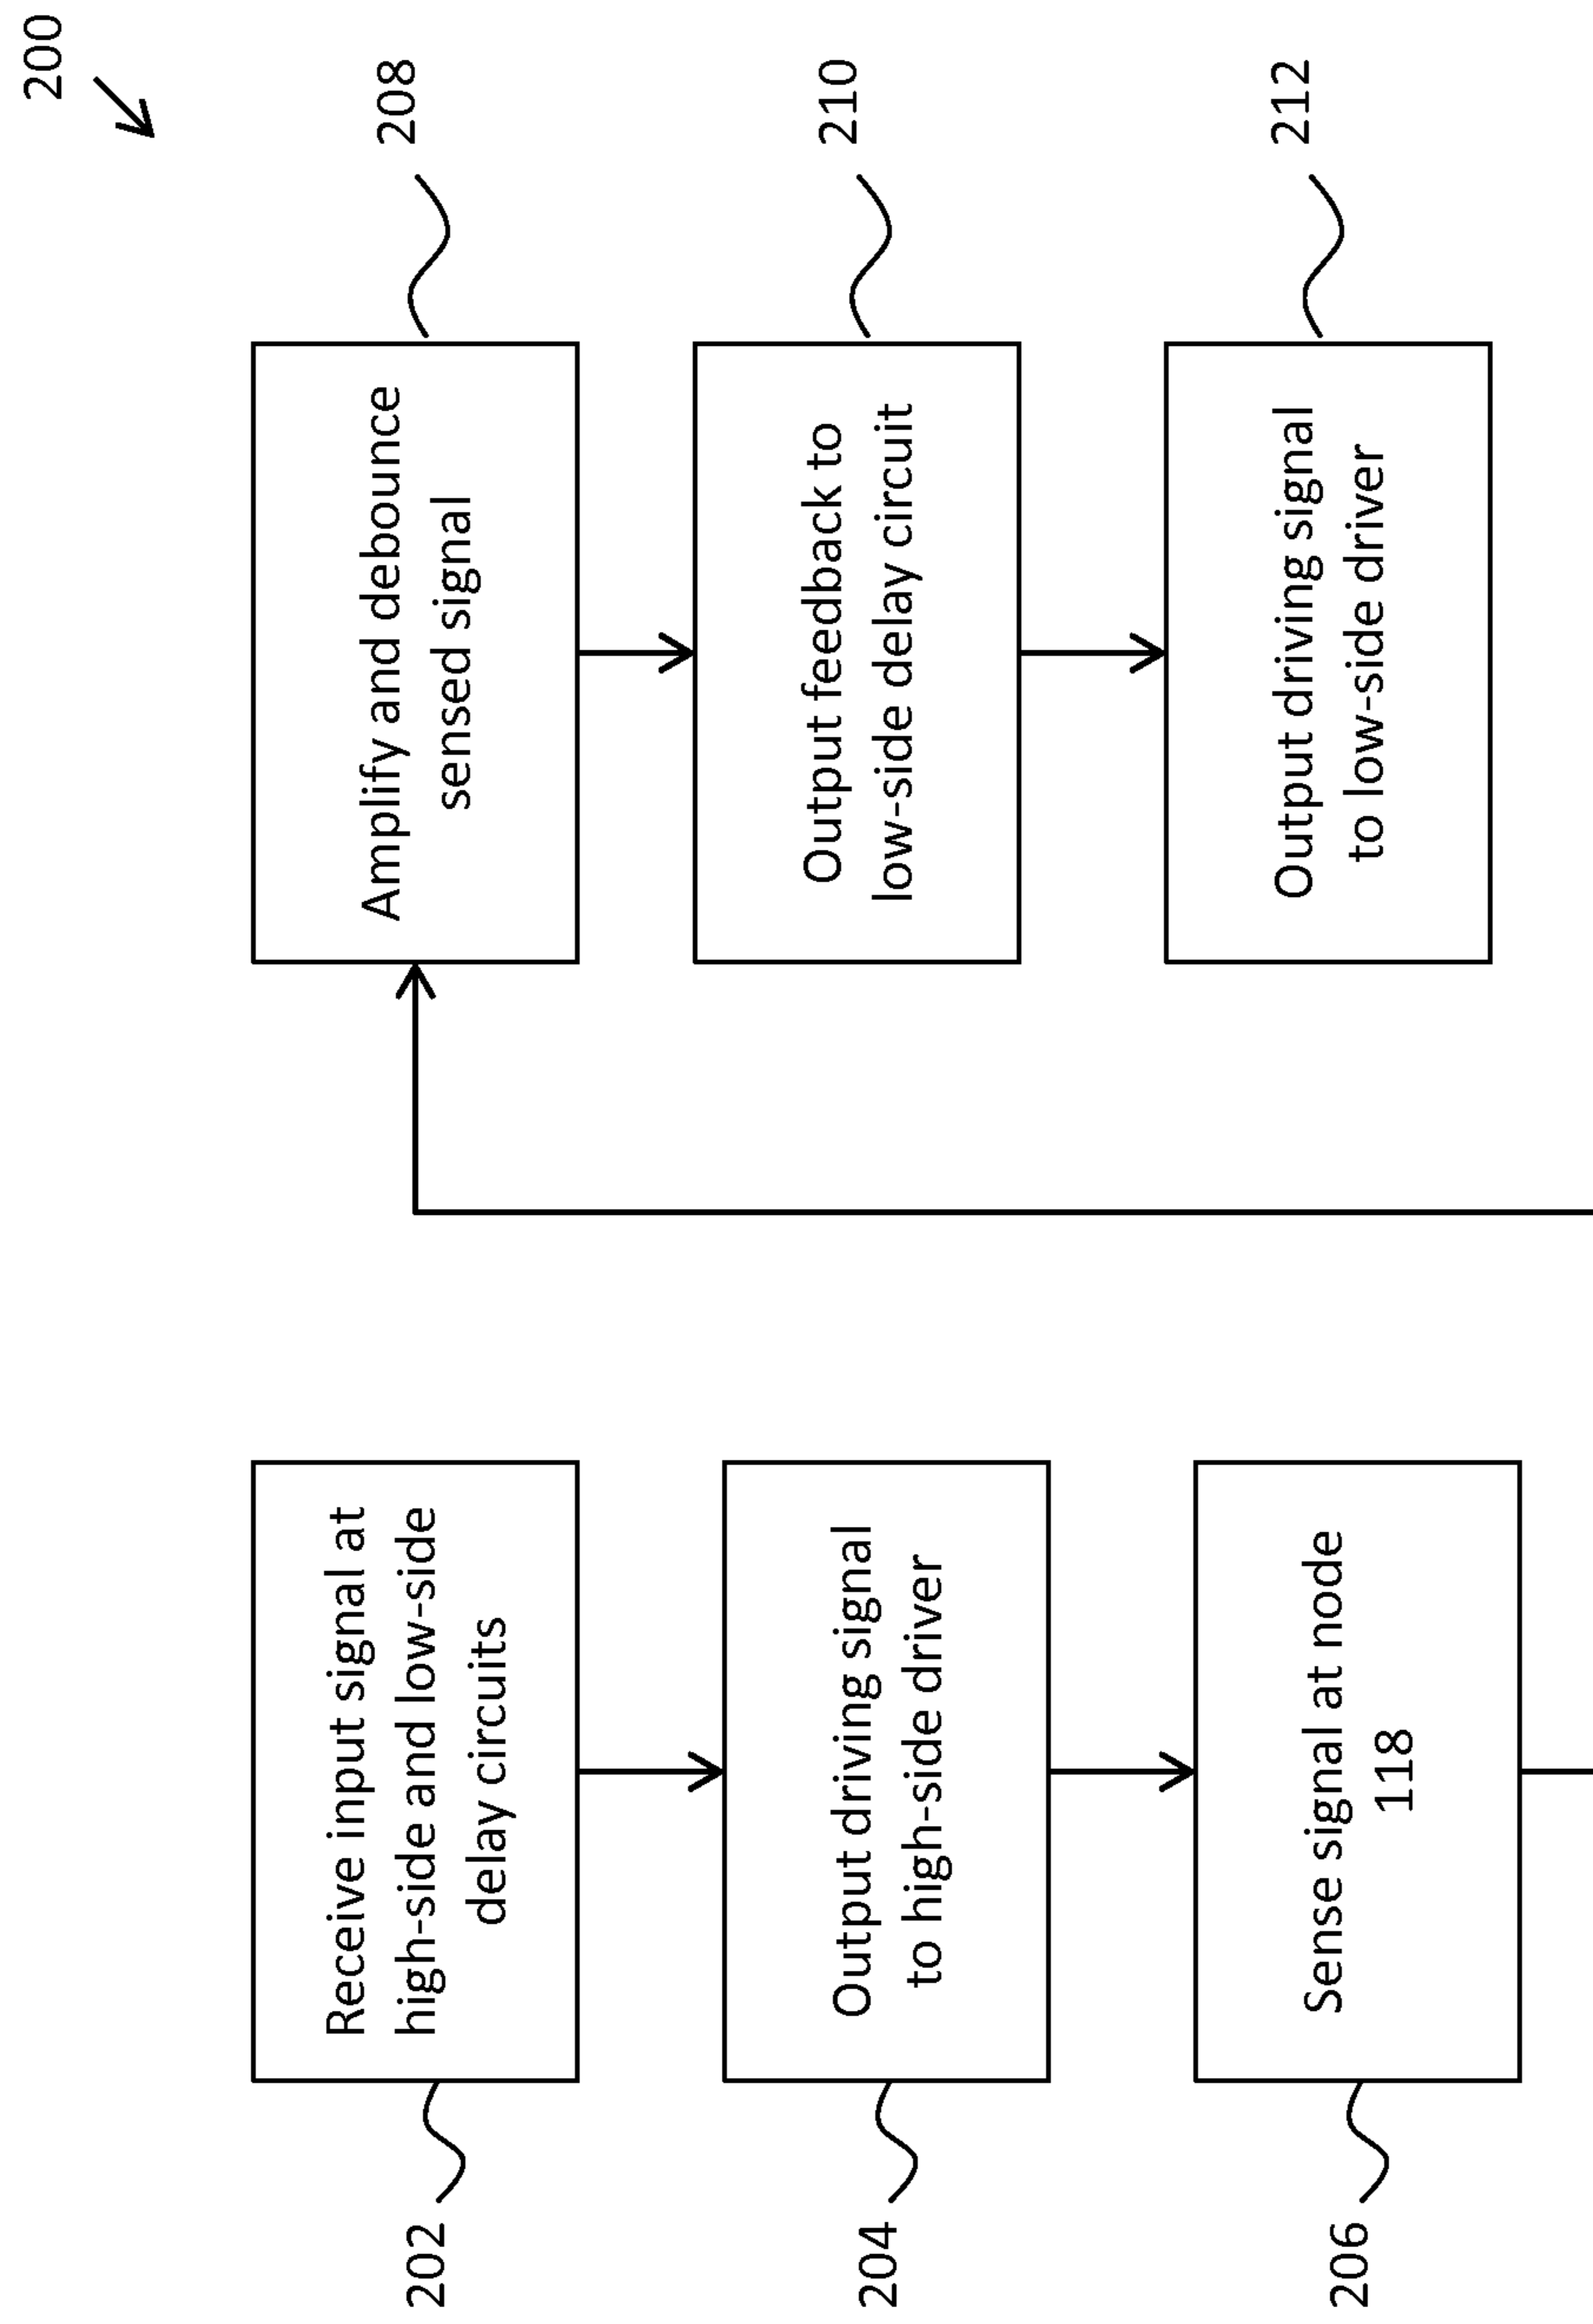 200
202
Receive input signal at
high-side and low-side
delay circuits
204
Output driving signal
to high-side driver
206
Sense signal at node
118
208
Amplify and debounce
sensed signal
210
Output feedback to
low-side delay circuit
212
Output driving signal
to low-side driver